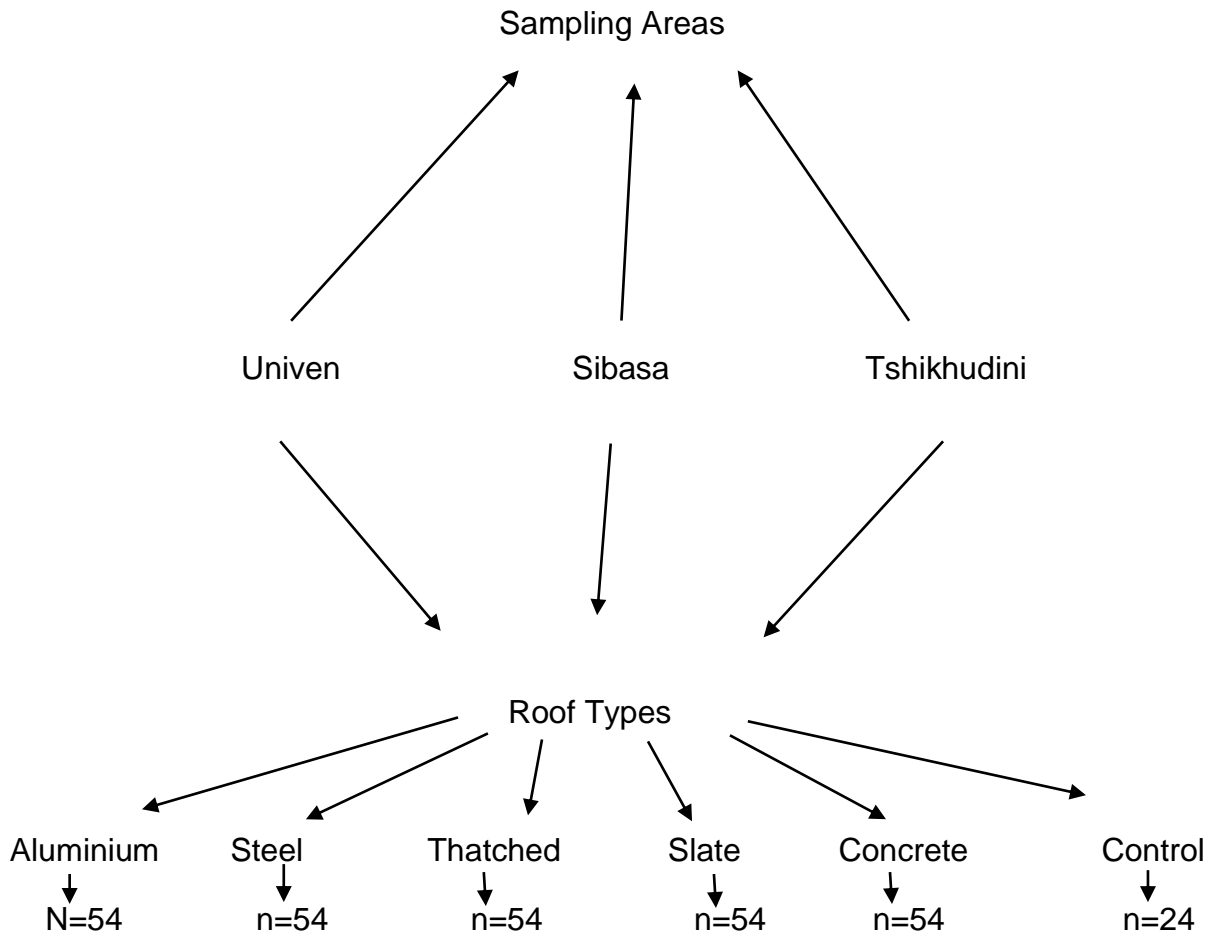 Sampling Areas
Univen Sibasa Tshikhudini
Roof Types
Aluminium Steel Thatched Slate Concrete Control
N=54 n=54 n=54 n=54 n=54 n=24